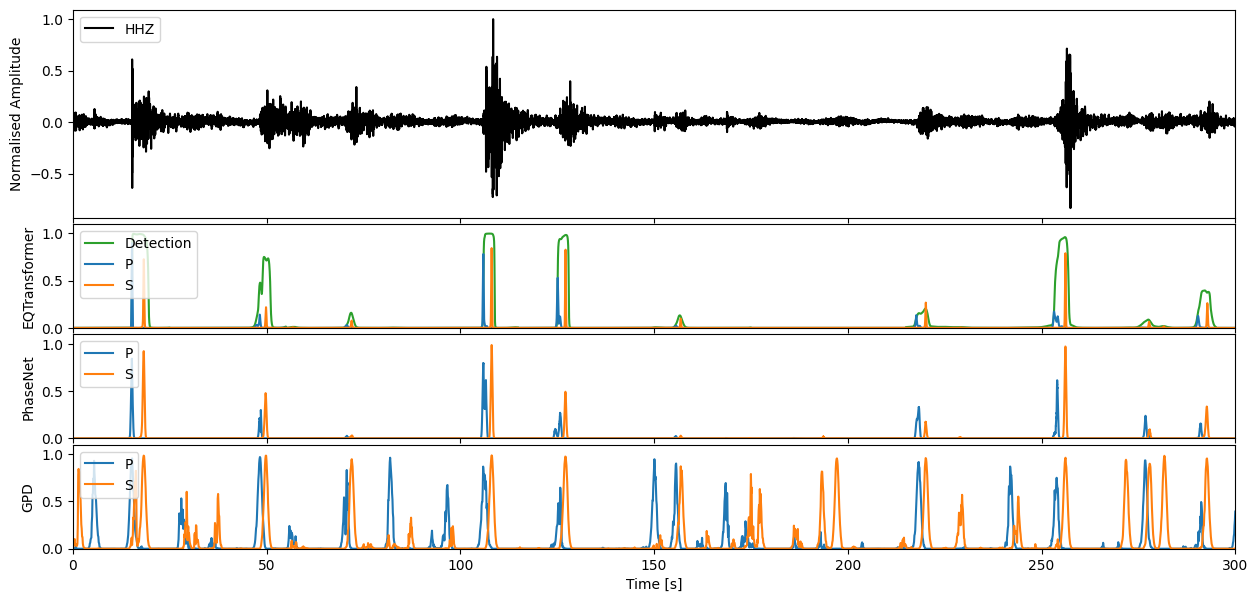 Normalised Amplitude
1.0
0.5
0.0
−0.5
HHZ
EQTransformer
1.0
0.5
0.0
Detection
P
S
PhaseNet
1.0
0.5
0.0
P
S
GPD
1.0
0.5
0.0
P
S
0 50 100 150 200 250 300
Time [s]